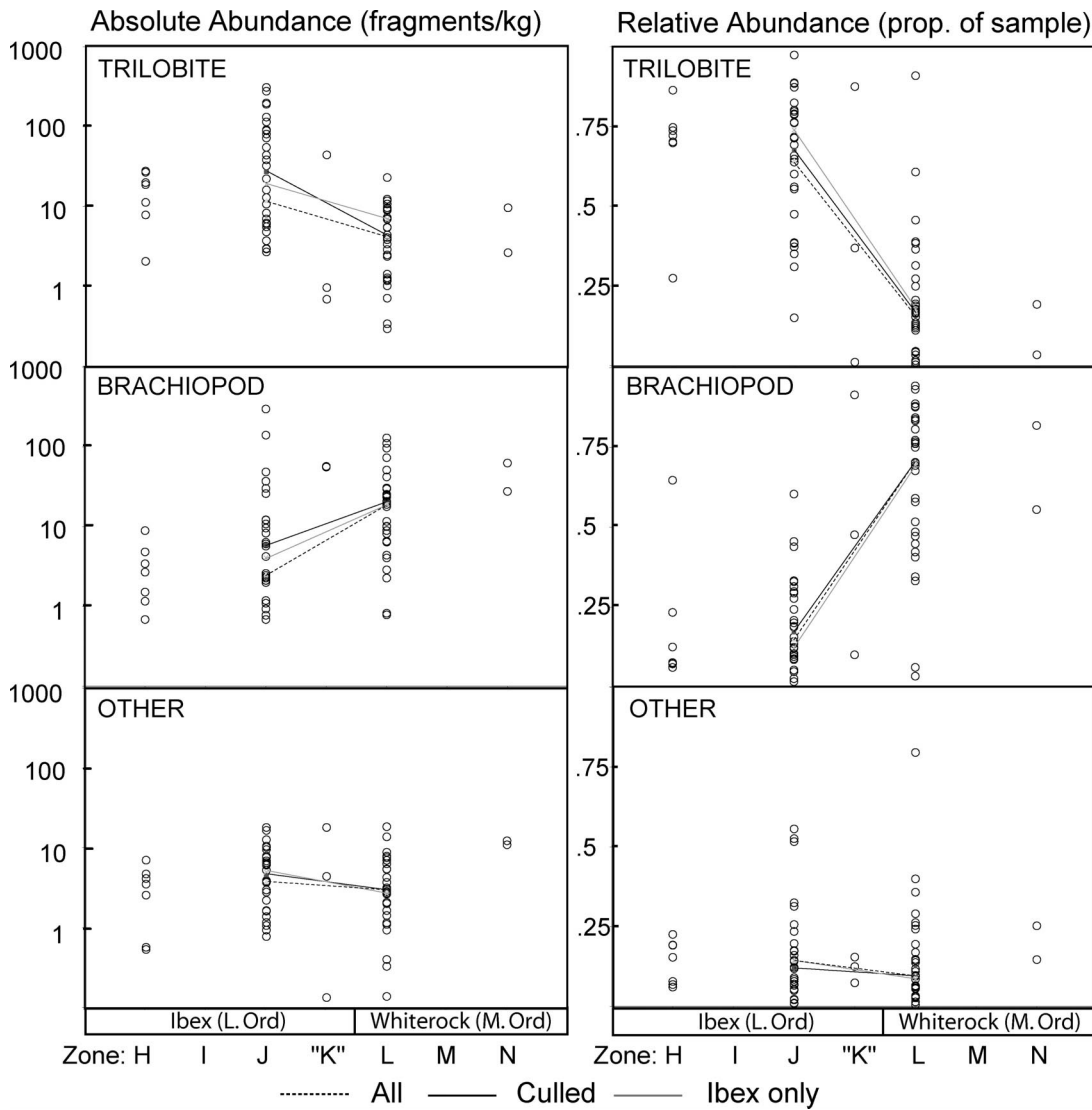 Absolute Abundance (fragments/kg)
Relative Abundance (prop. of sample)
1000
TRILOBITE
100
10
1
TRILOBITE
.75
.5
.25
1000
BRACHIOPOD
100
10
1
BRACHIOPOD
.75
.5
.25
1000
OTHER
100
10
1
OTHER
.75
.5
.25
Ibex (L. Ord) Whiterock (M. Ord)
Ibex (L. Ord) Whiterock (M. Ord)
Zone: H I J "K" L M N
Zone: H I J "K" L M N
All Culled Ibex only